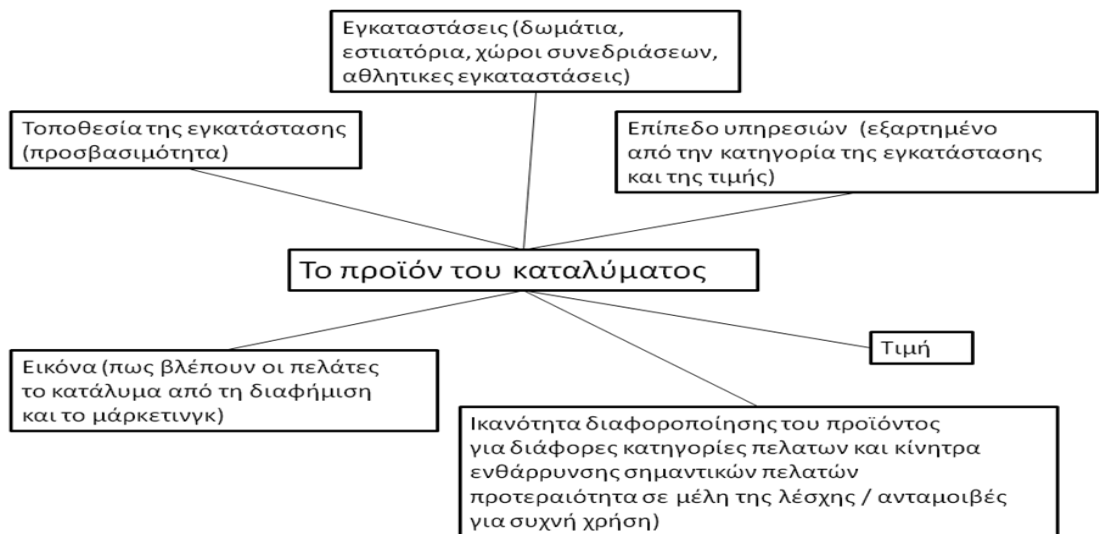 Εγκαταστάσεις (δωμάτια,
εστιατόρια, χώροι συνεδριάσεων,
αθλητικες εγκαταστάσεις)
Τοποθεσία της εγκατάστασης
(προσβασιμότητα)
Επίπεδο υπηρεσιών (εξαρτημένο
από την κατηγορία της εγκατάστασης
και της τιμής)
Το προϊόν του καταλύματος
Εικόνα (πως βλέπουν οι πελάτες
το κατάλυμα από τη διαφήμιση
και το μάρκετινγκ)
Τιμή
Ικανότητα διαφοροποίησης του προϊόντος
για διάφορες κατηγορίες πελατων και κίνητρα
ενθάρρυνσης σημαντικών πελατών
προτεραιότητα σε μέλη της λέσχης / ανταμοιβές
για συχνή χρήση)